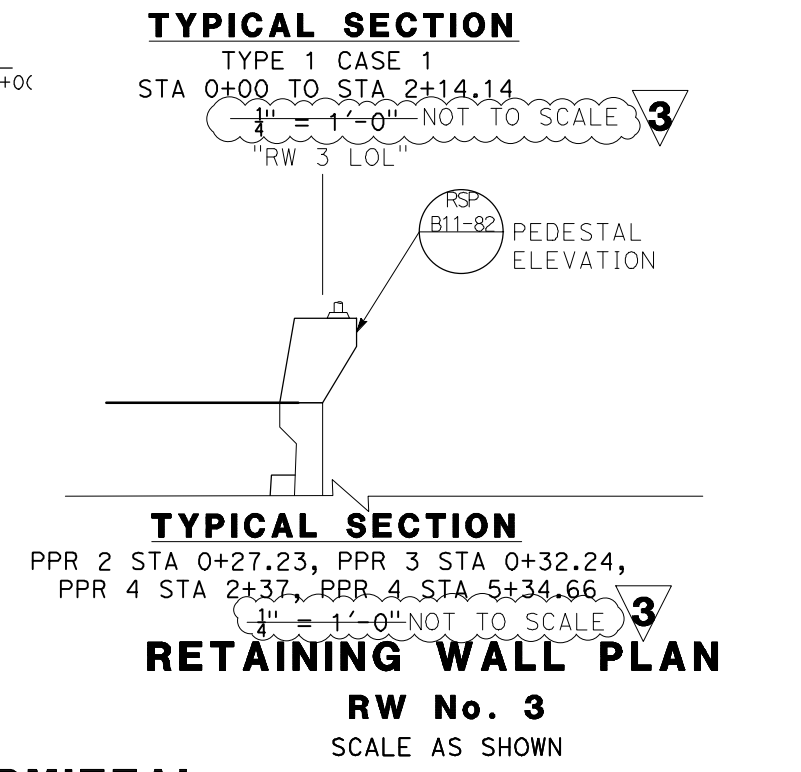 TYPICAL SECTION
TYPE 1 CASE 1
STA 0+00 TO STA 2+14.14
1/4" = 1'-0" NOT TO SCALE
3
"RW 3 LOL"
RSP
B11-82
PEDESTAL
ELEVATION
TYPICAL SECTION
PPR 2 STA 0+27.23, PPR 3 STA 0+32.24,
PPR 4 STA 2+37, PPR 4 STA 5+34.66
1/4" = 1'-0" NOT TO SCALE
3
RETAINING WALL PLAN
RW No. 3
SCALE AS SHOWN